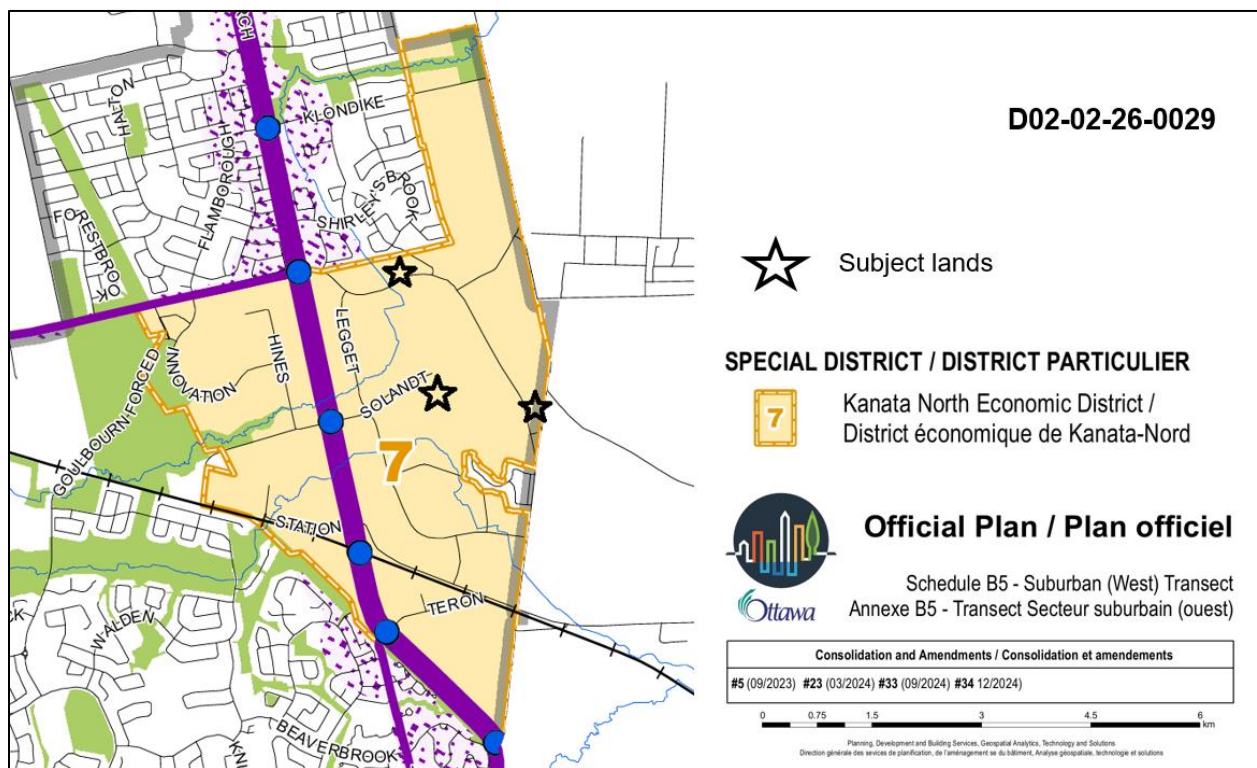 RCH
HALTON
KLONDIKE
FLAMBOROUGH
SHIRLEY'S BROOK
FORESTBROOK
LEGGET
HINES
INNOVATION
SOLANDT
GOULBOURN-FORCED
7
STATION
TERON
WALDEN
CK
BEAVERBROOK
KNU
D02-02-26-0029
Subject lands
SPECIAL DISTRICT / DISTRICT PARTICULIER
7
Kanata North Economic District /
District économique de Kanata-Nord
Official Plan / Plan officiel
Ottawa
Schedule B5 - Suburban (West) Transect
Annexe B5 - Transect Secteur suburbain (ouest)
Consolidation and Amendments / Consolidation et amendements
#5 (09/2023) #23 (03/2024) #33 (09/2024) #34 12/2024)
0 0.75 1.5 3 4.5 6
km
Planning, Development and Building Services, Geospatial Analytics, Technology and Solutions
Direction générale des sevices de planification, de l'aménagement se du bâtiment, Analyse géospatiale, technologie et solutions